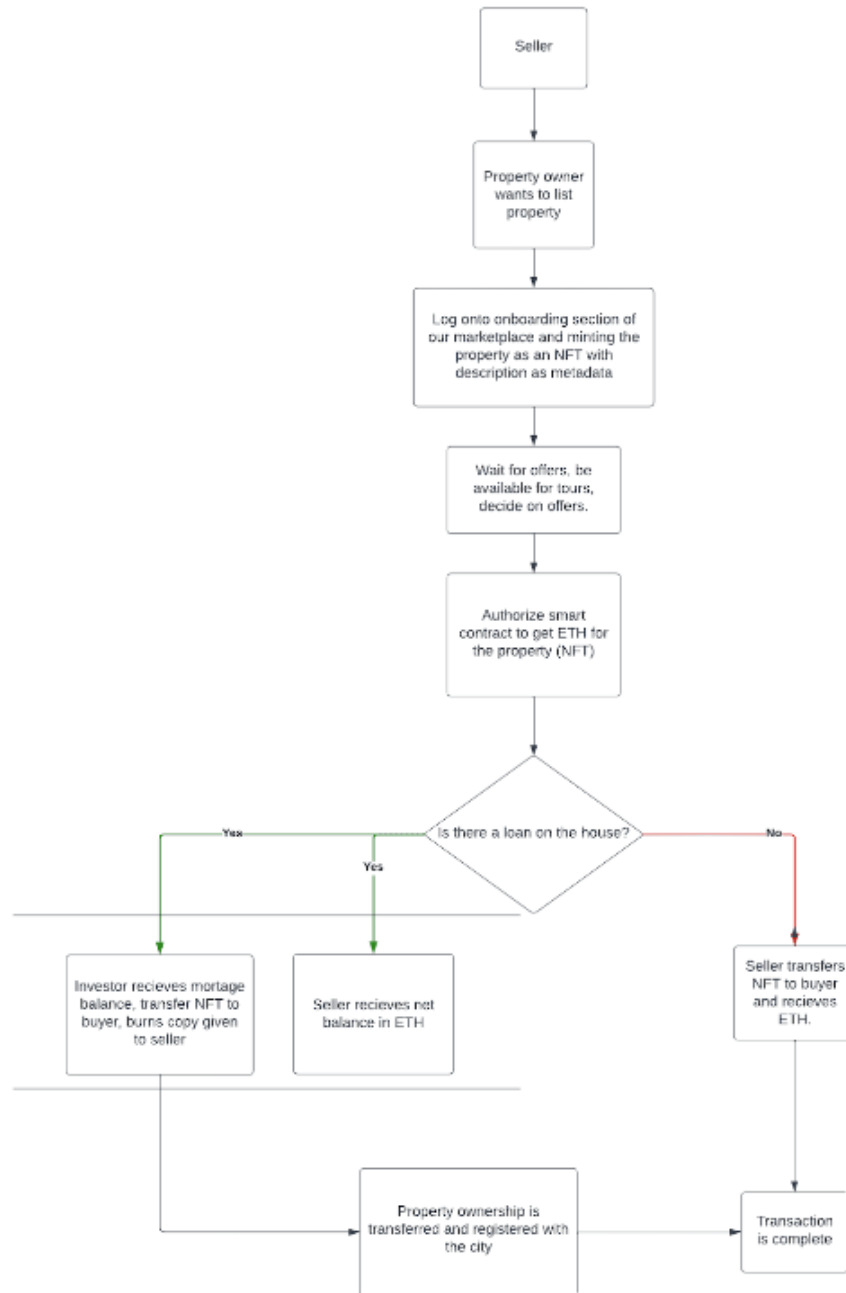 Seller
Property owner
wants to list
property
Log onto onboarding section of
our marketplace and minting the
property as an NFT with
description as metadata
Wait for offers, be
available for tours,
decide on offers.
Authorize smart
contract to get ETH for
the property (NFT)
Is there a loan on the house?
Yes
No
Yes
Investor recieves mortage
balance, transfer NFT to
buyer, burns copy given
to seller
Seller recieves net
balance in ETH
Seller transfers
NFT to buyer
and recieves
ETH.
Property ownership is
transferred and registered with
the city
Transaction
is complete